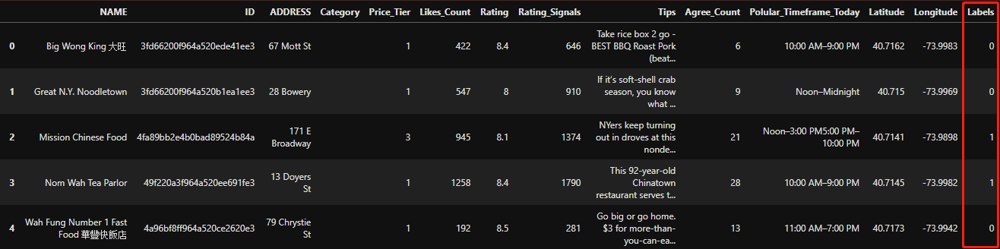 NAME ID ADDRESS Category Price_Tier Likes_Count Rating Rating_Signals Tips Agree_Count Polular_Timeframe_Today Latitude Longitude Labels
0 Big Wong King 大旺 3fd66200f964a520ede41ee3 67 Mott St 1 422 8.4 646 Take rice box 2 go -
BEST BBQ Roast Pork
(beat... 6 10:00 AM–9:00 PM 40.7162 -73.9983 0
1 Great N.Y. Noodletown 3fd66200f964a520b1ea1ee3 28 Bowery 1 547 8 910 If it's soft-shell crab
season, you know
what ... 9 Noon–Midnight 40.715 -73.9969 0
2 Mission Chinese Food 4fa89bb2e4b0bad89524b84a 171 E
Broadway 3 945 8.1 1374 NYers keep turning
out in droves at this
nonde... 21 Noon–3:00 PM5:00 PM–
10:00 PM 40.7141 -73.9898 1
3 Nom Wah Tea Parlor 49f220a3f964a520ee691fe3 13 Doyers
St 1 1258 8.4 1790 This 92-year-old
Chinatown
restaurant serves t... 28 10:00 AM–9:00 PM 40.7145 -73.9982 1
4 Wah Fung Number 1 Fast
Food 華豐快飯店 4a96bf8ff964a520ce2620e3 79 Chrystie
St 1 192 8.5 281 Go big or go home.
$3 for more-than-
you-can-ea... 13 11:00 AM–7:00 PM 40.7173 -73.9942 0